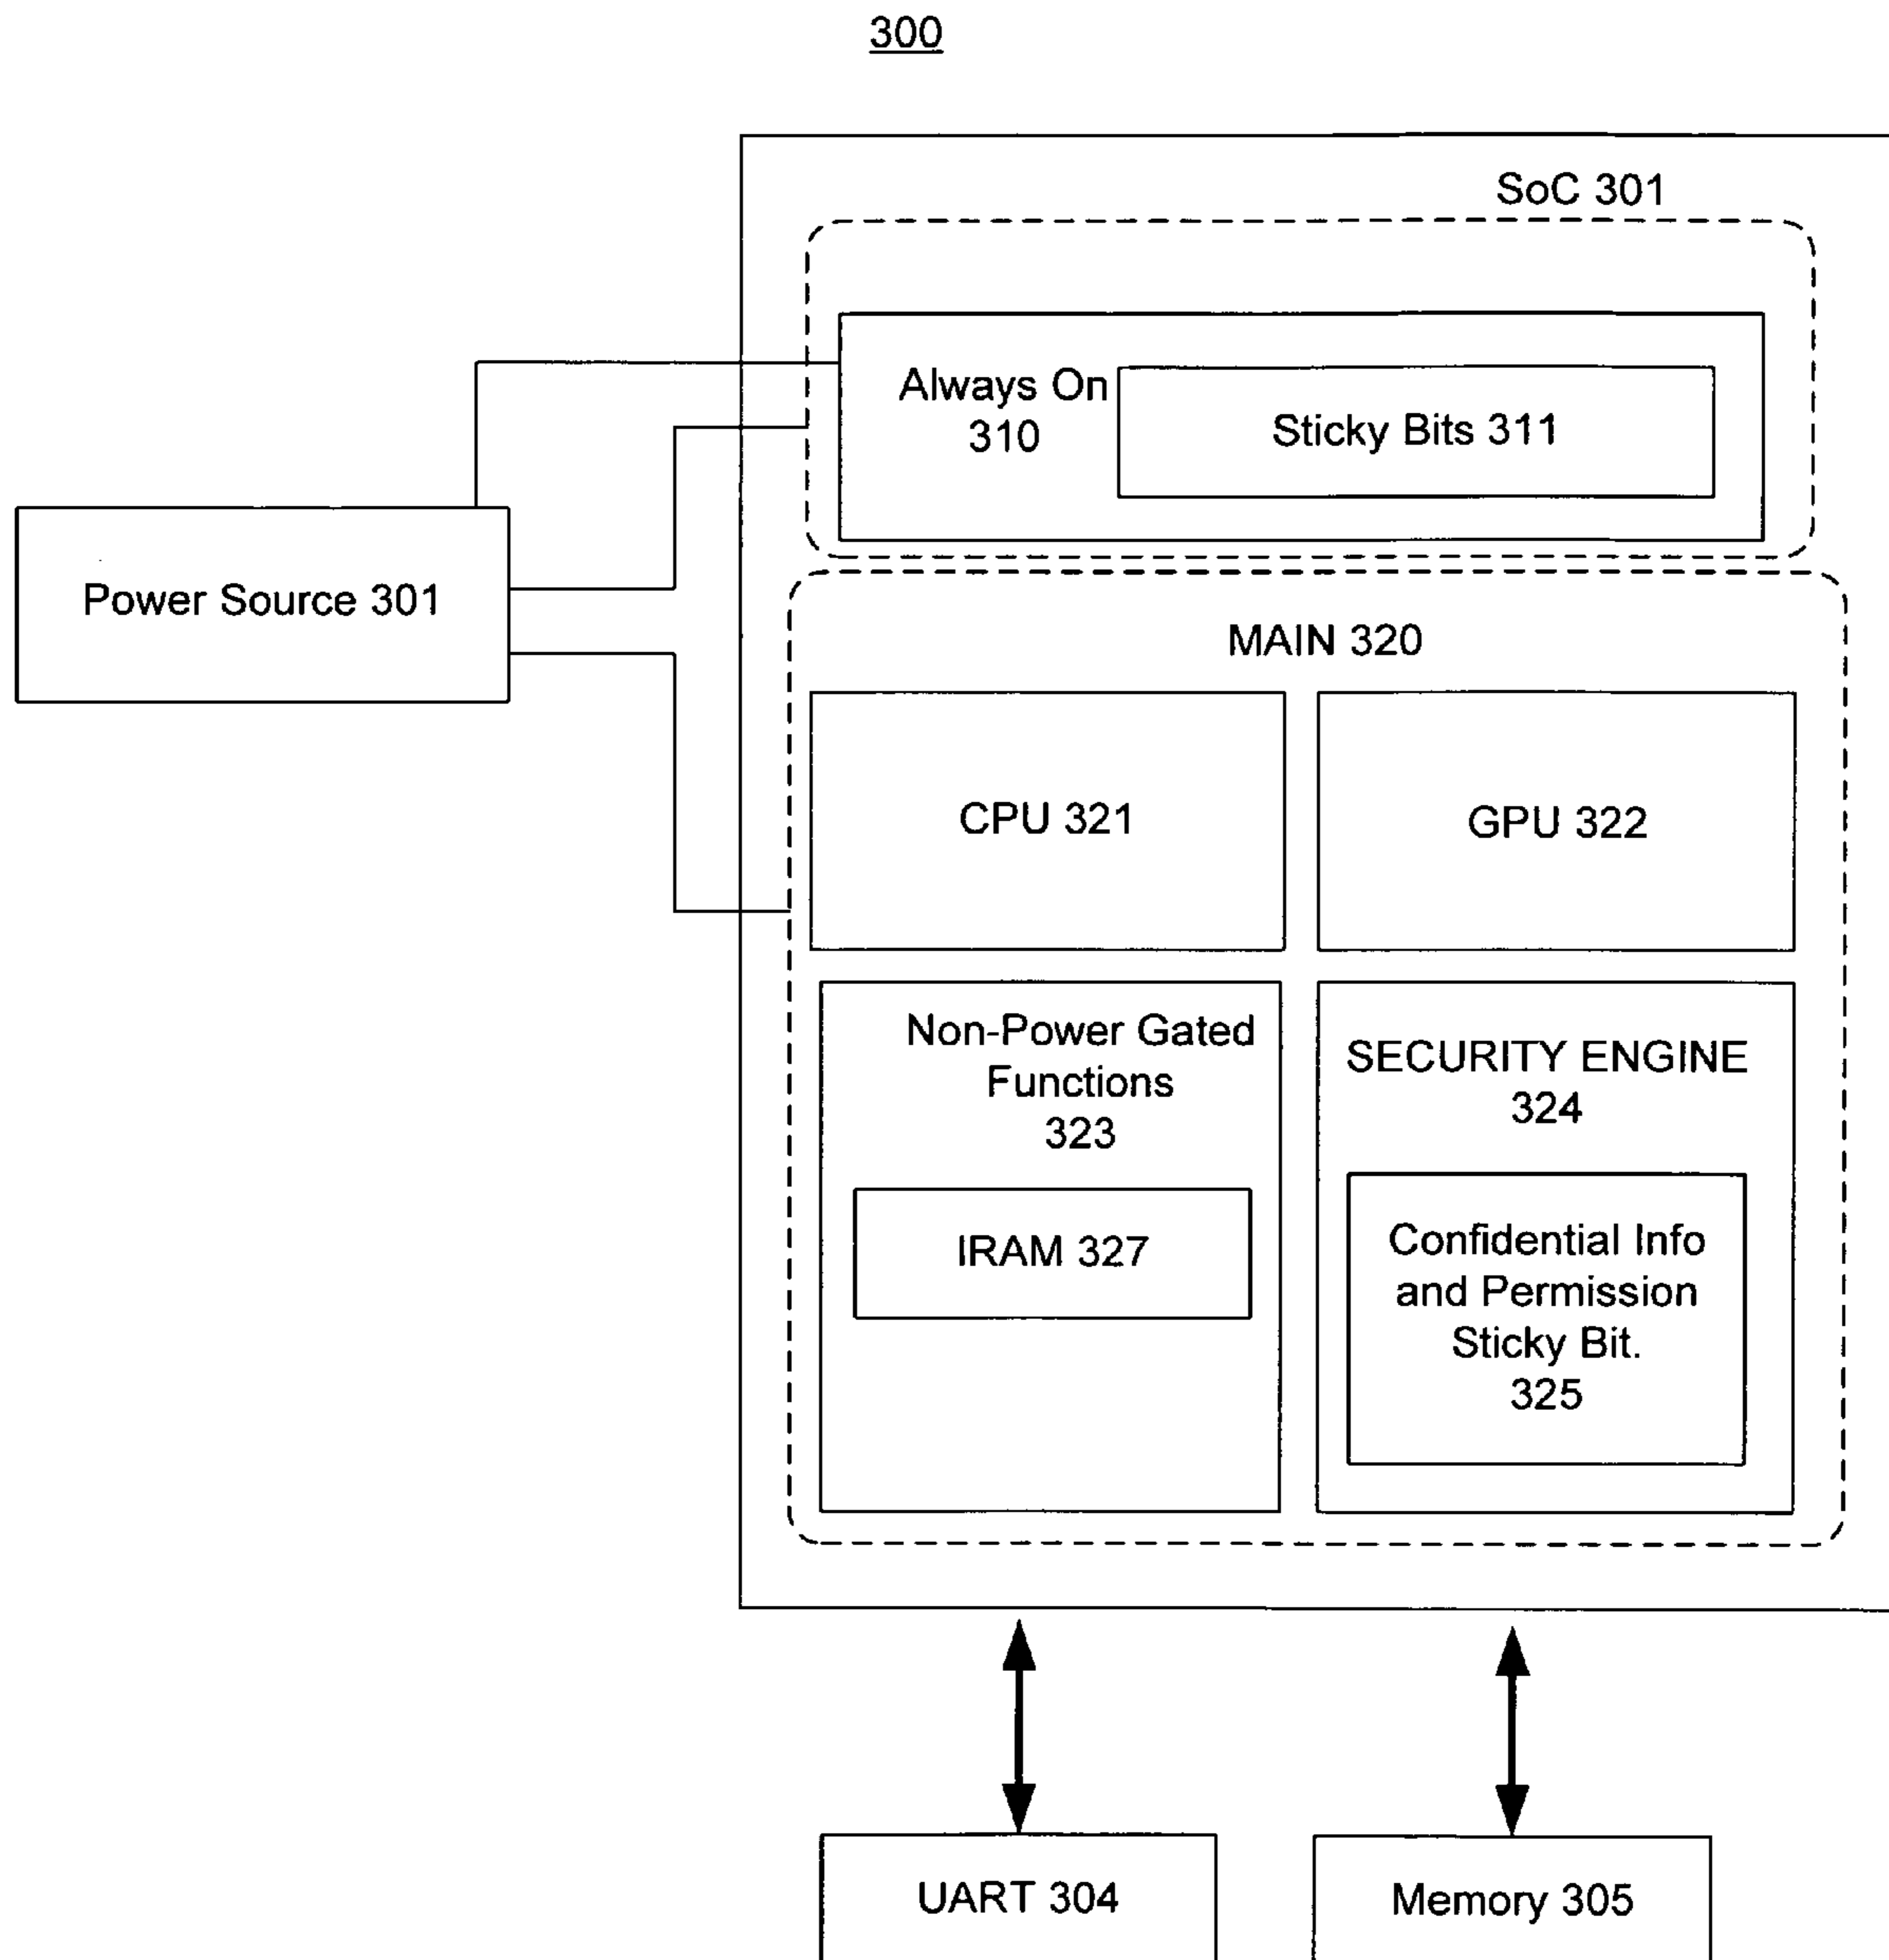 300
SoC 301
Always On
310
Sticky Bits 311
Power Source 301
MAIN 320
CPU 321
GPU 322
Non-Power Gated
Functions
323
IRAM 327
SECURITY ENGINE
324
Confidential Info
and Permission
Sticky Bit.
325
UART 304
Memory 305